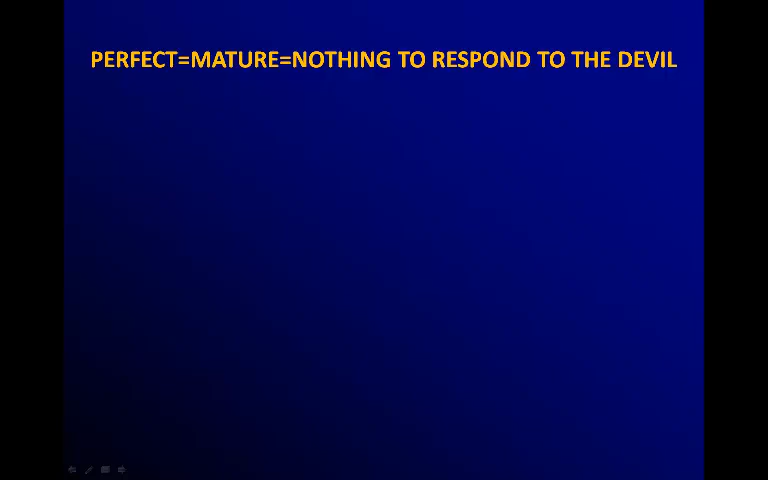 PERFECT=MATURE=NOTHING TO RESPOND TO THE DEVIL